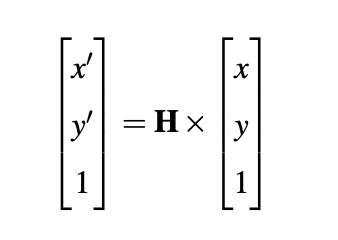 x′ x
y′ = H × y
1 1